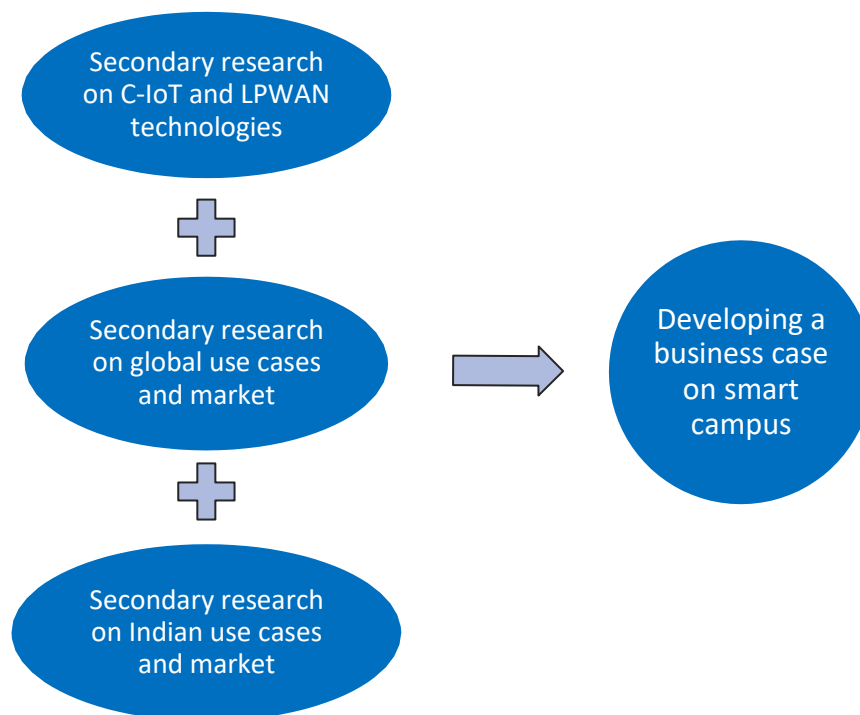 Secondary research
on C-IoT and LPWAN
technologies
Secondary research
on global use cases
and market
Secondary research
on Indian use cases
and market
Developing a
business case
on smart
campus